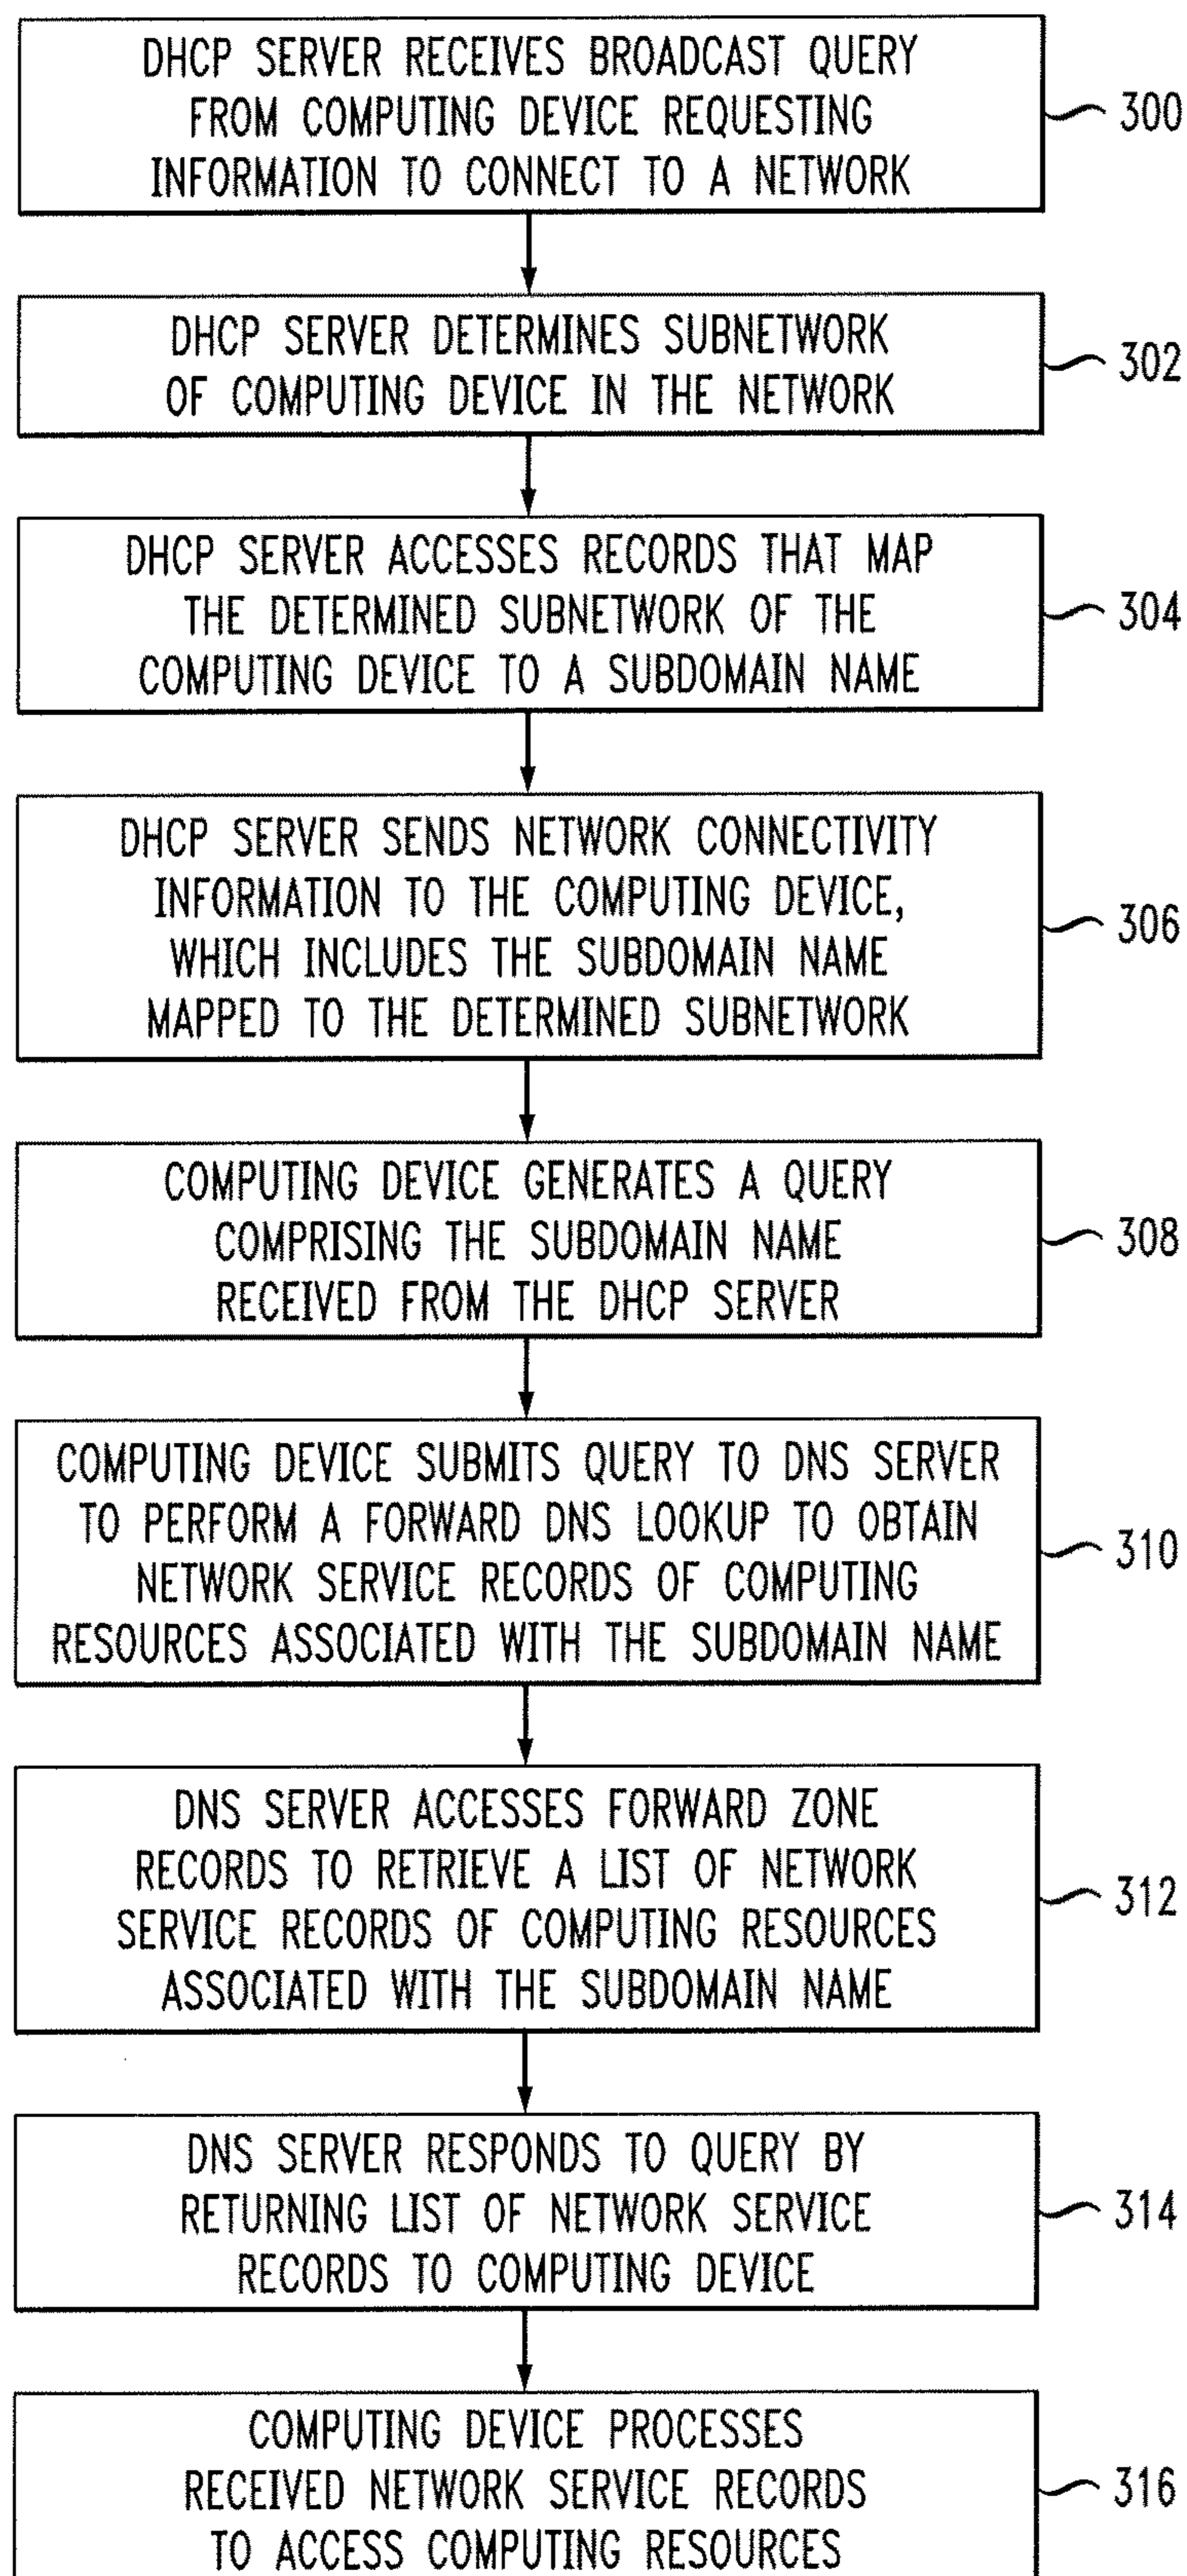 DHCP SERVER RECEIVES BROADCAST QUERY
FROM COMPUTING DEVICE REQUESTING
INFORMATION TO CONNECT TO A NETWORK
300
DHCP SERVER DETERMINES SUBNETWORK
OF COMPUTING DEVICE IN THE NETWORK
302
DHCP SERVER ACCESSES RECORDS THAT MAP
THE DETERMINED SUBNETWORK OF THE
COMPUTING DEVICE TO A SUBDOMAIN NAME
304
DHCP SERVER SENDS NETWORK CONNECTIVITY
INFORMATION TO THE COMPUTING DEVICE,
WHICH INCLUDES THE SUBDOMAIN NAME
MAPPED TO THE DETERMINED SUBNETWORK
306
COMPUTING DEVICE GENERATES A QUERY
COMPRISING THE SUBDOMAIN NAME
RECEIVED FROM THE DHCP SERVER
308
COMPUTING DEVICE SUBMITS QUERY TO DNS SERVER
TO PERFORM A FORWARD DNS LOOKUP TO OBTAIN
NETWORK SERVICE RECORDS OF COMPUTING
RESOURCES ASSOCIATED WITH THE SUBDOMAIN NAME
310
DNS SERVER ACCESSES FORWARD ZONE
RECORDS TO RETRIEVE A LIST OF NETWORK
SERVICE RECORDS OF COMPUTING RESOURCES
ASSOCIATED WITH THE SUBDOMAIN NAME
312
DNS SERVER RESPONDS TO QUERY BY
RETURNING LIST OF NETWORK SERVICE
RECORDS TO COMPUTING DEVICE
314
COMPUTING DEVICE PROCESSES
RECEIVED NETWORK SERVICE RECORDS
TO ACCESS COMPUTING RESOURCES
316